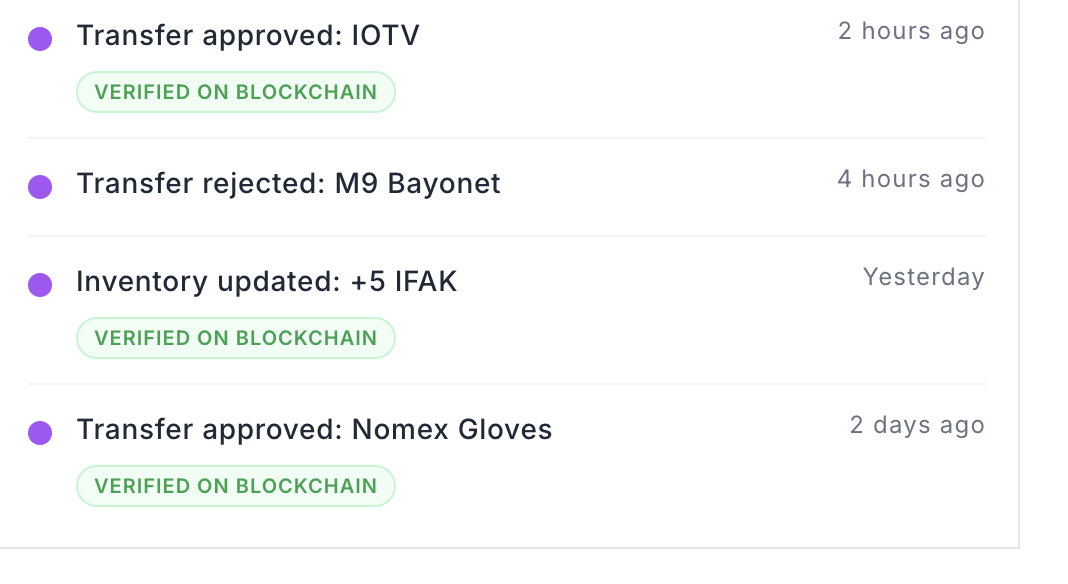 Transfer approved: IOTV
2 hours ago
VERIFIED ON BLOCKCHAIN
Transfer rejected: M9 Bayonet
4 hours ago
Inventory updated: +5 IFAK
Yesterday
VERIFIED ON BLOCKCHAIN
Transfer approved: Nomex Gloves
2 days ago
VERIFIED ON BLOCKCHAIN